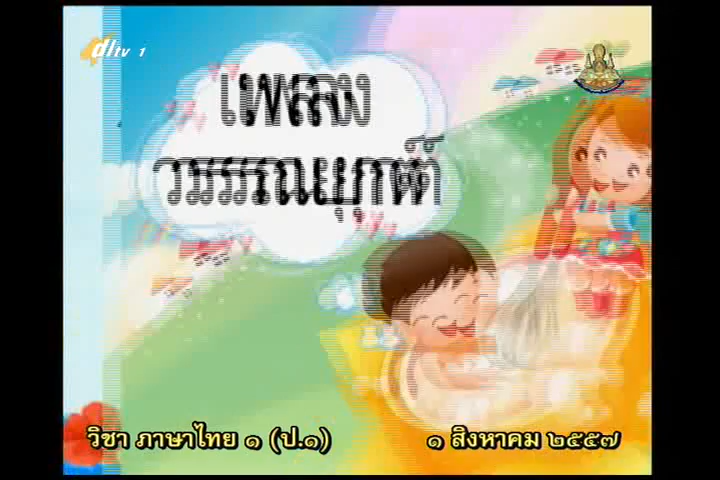 dltv 1
เพลง
วรรณยุกต์
วิชา ภาษาไทย ๑ (ป.๑)
๑ สิงหาคม ๒๕๕๗